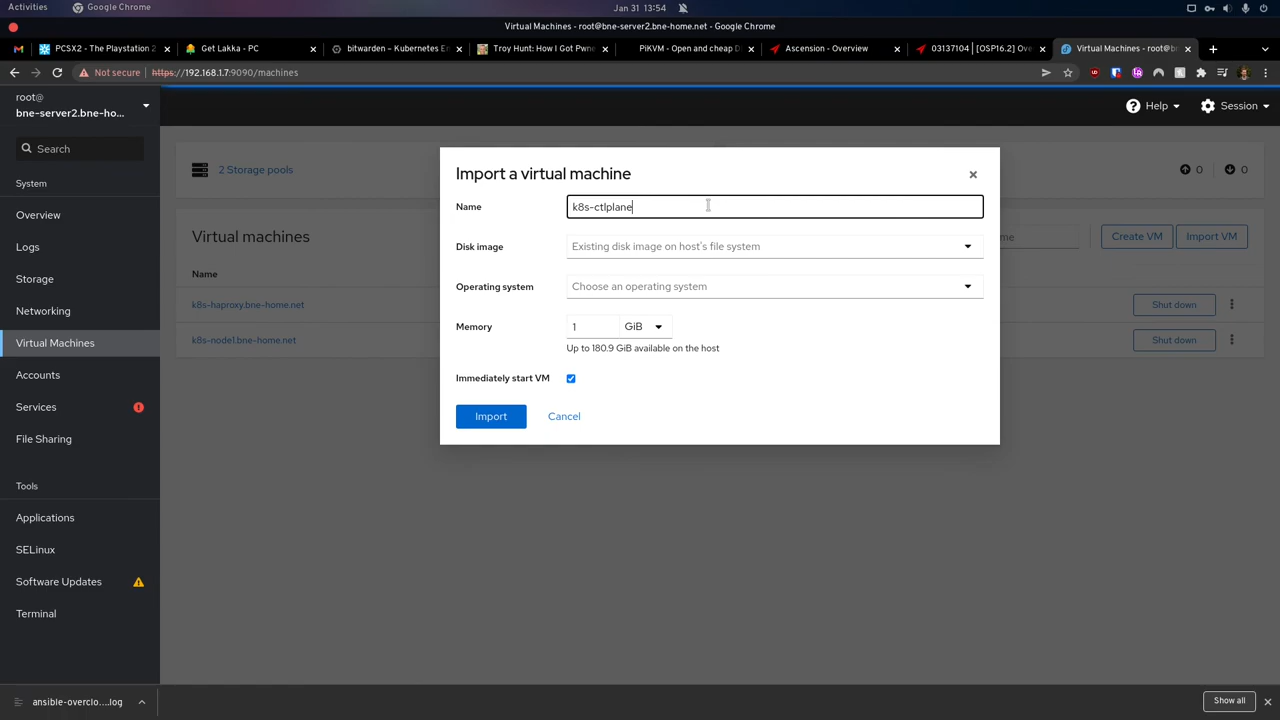 Activities
Google Chrome
Jan 31 13:54
Virtual Machines - root@bne-server2.bne-home.net - Google Chrome
PCSX2 - The Playstation 2
Get Lakka - PC
bitwarden – Kubernetes En
Troy Hunt: How I Got Pwne
PiKVM - Open and cheap D
Ascension - Overview
03137104 | [OSP16.2] Ove
Virtual Machines - root@b
Not secure
https://192.168.1.7:9090/machines
root@
bne-server2.bne-ho...
Help
Session
Search
System
Overview
Logs
Storage
Networking
Virtual Machines
Accounts
Services
File Sharing
Tools
Applications
SELinux
Software Updates
Terminal
2 Storage pools
0
0
Virtual machines
me
Create VM
Import VM
Name
k8s-haproxy.bne-home.net
Shut down
k8s-node1.bne-home.net
Shut down
Import a virtual machine
Name
k8s-ctlplane
Disk image
Existing disk image on host's file system
Operating system
Choose an operating system
Memory
1
GiB
Up to 180.9 GiB available on the host
Immediately start VM
Import
Cancel
ansible-overclo....log
Show all